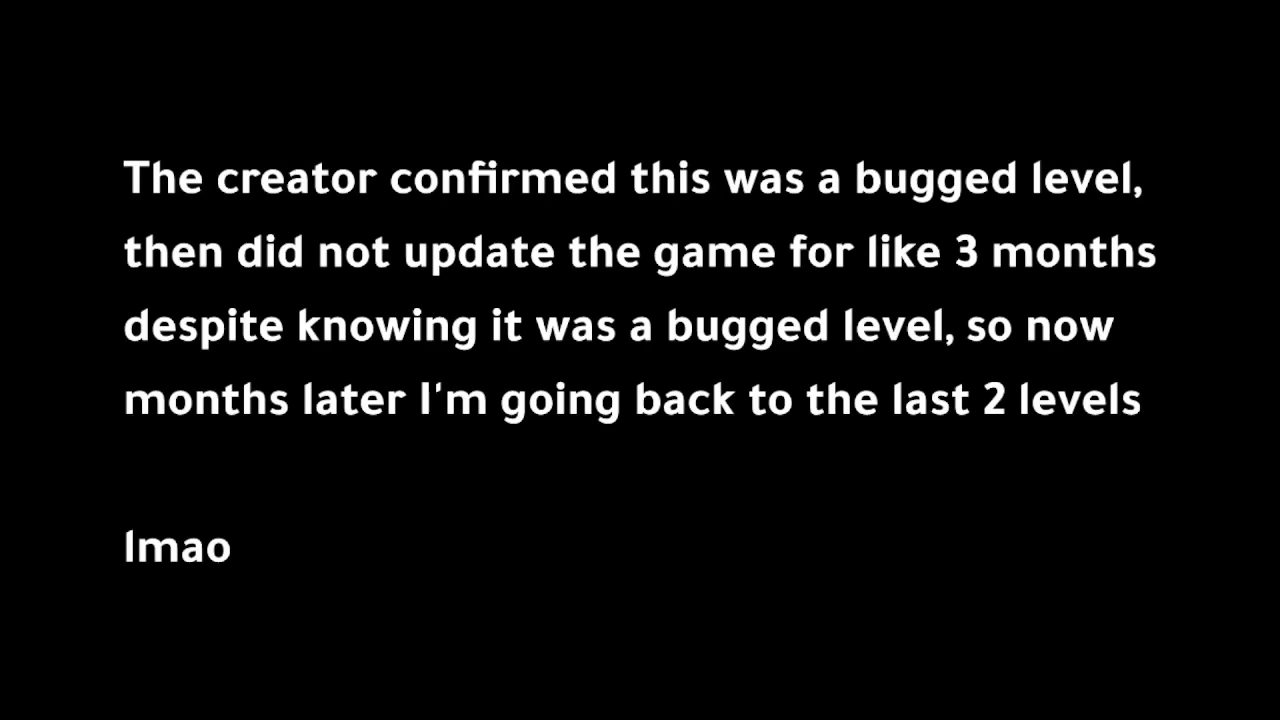 The creator confirmed this was a bugged level,
then did not update the game for like 3 months
despite knowing it was a bugged level, so now
months later I'm going back to the last 2 levels
lmao